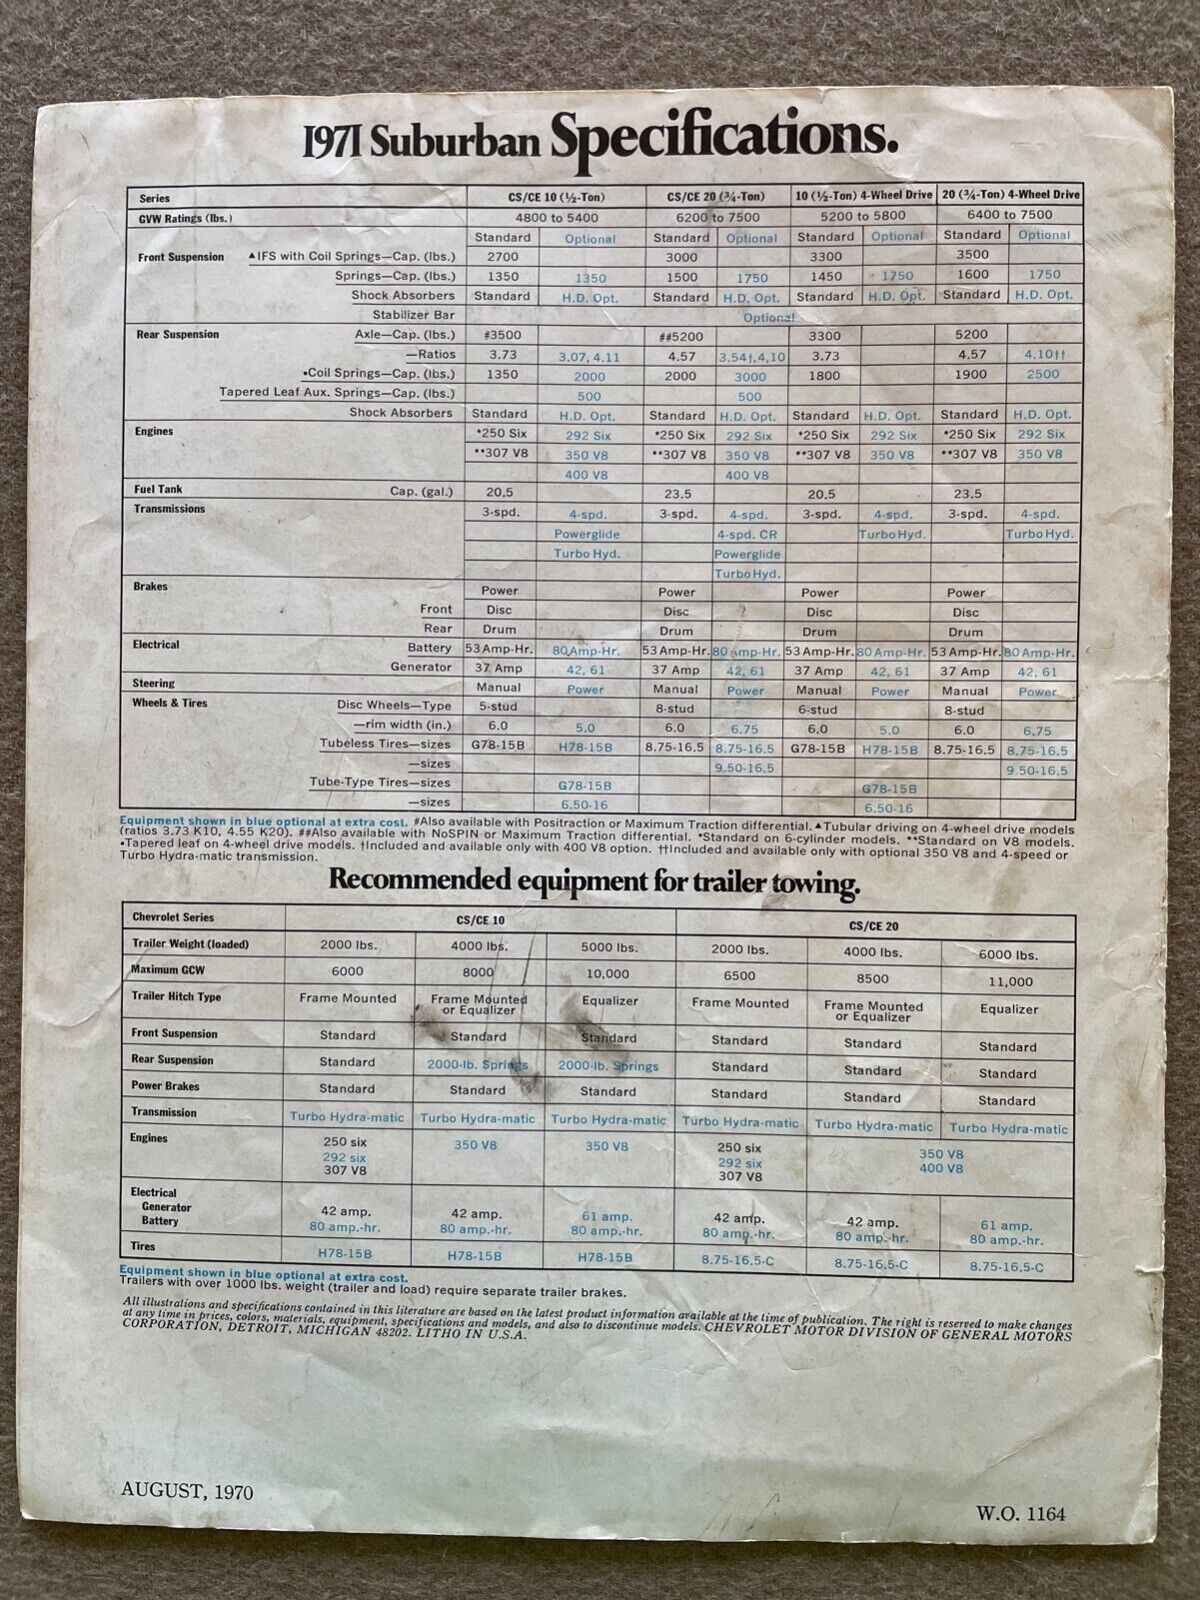 1971 Suburban Specifications.
Series CS/CE 10 (½-Ton) CS/CE 20 (¾-Ton) 10 (½-Ton) 4-Wheel Drive 20 (¾-Ton) 4-Wheel Drive
GVW Ratings (lbs.) 4800 to 5400 6200 to 7500 5200 to 5800 6400 to 7500
Standard Optional Standard Optional Standard Optional Standard Optional
Front Suspension ▲IFS with Coil Springs—Cap. (lbs.) 2700 3000 3300 3500
Springs—Cap. (lbs.) 1350 1350 1500 1750 1450 1750 1600 1750
Shock Absorbers Standard H.D. Opt. Standard H.D. Opt. Standard H.D. Opt. Standard H.D. Opt.
Stabilizer Bar Optional
Rear Suspension Axle—Cap. (lbs.) #3500 ##5200 3300 5200
—Ratios 3.73 3.07, 4.11 4.57 3.54†,4,10 3.73 4.57 4.10††
•Coil Springs—Cap. (lbs.) 1350 2000 2000 3000 1800 1900 2500
Tapered Leaf Aux. Springs—Cap. (lbs.) 500 500
Shock Absorbers Standard H.D. Opt. Standard H.D. Opt. Standard H.D. Opt. Standard H.D. Opt.
Engines *250 Six 292 Six *250 Six 292 Six *250 Six 292 Six *250 Six 292 Six
**307 V8 350 V8 **307 V8 350 V8 **307 V8 350 V8 **307 V8 350 V8
400 V8 400 V8
Fuel Tank Cap. (gal.) 20.5 23.5 20.5 23.5
Transmissions 3-spd. 4-spd. 3-spd. 4-spd. 3-spd. 4-spd. 3-spd. 4-spd.
Powerglide 4-spd. CR Turbo Hyd. Turbo Hyd.
Turbo Hyd. Powerglide
Turbo Hyd.
Brakes Power Power Power Power
Front Disc Disc Disc Disc
Rear Drum Drum Drum Drum
Electrical Battery 53 Amp-Hr. 80 Amp-Hr. 53 Amp-Hr. 80 Amp-Hr. 53 Amp-Hr. 80 Amp-Hr. 53 Amp-Hr. 80 Amp-Hr.
Generator 37 Amp 42, 61 37 Amp 42, 61 37 Amp 42, 61 37 Amp 42, 61
Steering Manual Power Manual Power Manual Power Manual Power
Wheels & Tires Disc Wheels—Type 5-stud 8-stud 6-stud 8-stud
—rim width (in.) 6.0 5.0 6.0 6.75 6.0 5.0 6.0 6.75
Tubeless Tires—sizes G78-15B H78-15B 8.75-16.5 8.75-16.5 G78-15B H78-15B 8.75-16.5 8.75-16.5
—sizes 9.50-16.5 9.50-16.5
Tube-Type Tires—sizes G78-15B G78-15B
—sizes 6.50-16 6.50-16
Equipment shown in blue optional at extra cost. #Also available with Positraction or Maximum Traction differential. ▲Tubular driving on 4-wheel drive models
(ratios 3.73 K10, 4.55 K20). ##Also available with NoSPIN or Maximum Traction differential. *Standard on 6-cylinder models. **Standard on V8 models.
•Tapered leaf on 4-wheel drive models. †Included and available only with 400 V8 option. ††Included and available only with optional 350 V8 and 4-speed or
Turbo Hydra-matic transmission.
Recommended equipment for trailer towing.
Chevrolet Series CS/CE 10 CS/CE 20
Trailer Weight (loaded) 2000 lbs. 4000 lbs. 5000 lbs. 2000 lbs. 4000 lbs. 6000 lbs.
Maximum GCW 6000 8000 10,000 6500 8500 11,000
Trailer Hitch Type Frame Mounted Frame Mounted Equalizer Frame Mounted Frame Mounted Equalizer
or Equalizer or Equalizer
Front Suspension Standard Standard Standard Standard Standard Standard
Rear Suspension Standard 2000-lb. Springs 2000-lb. Springs Standard Standard Standard
Power Brakes Standard Standard Standard Standard Standard Standard
Transmission Turbo Hydra-matic Turbo Hydra-matic Turbo Hydra-matic Turbo Hydra-matic Turbo Hydra-matic Turbo Hydra-matic
Engines 250 six 350 V8 350 V8 250 six 350 V8
292 six 292 six 400 V8
307 V8 307 V8
Electrical
Generator 42 amp. 42 amp. 61 amp. 42 amp. 42 amp. 61 amp.
Battery 80 amp.-hr. 80 amp.-hr. 80 amp.-hr. 80 amp.-hr. 80 amp.-hr. 80 amp.-hr.
Tires H78-15B H78-15B H78-15B 8.75-16.5-C 8.75-16.5-C 8.75-16.5-C
Equipment shown in blue optional at extra cost.
Trailers with over 1000 lbs. weight (trailer and load) require separate trailer brakes.
All illustrations and specifications contained in this literature are based on the latest product information available at the time of publication. The right is reserved to make changes
at any time in prices, colors, materials, equipment, specifications and models, and also to discontinue models. CHEVROLET MOTOR DIVISION OF GENERAL MOTORS
CORPORATION, DETROIT, MICHIGAN 48202. LITHO IN U.S.A.
AUGUST, 1970
W.O. 1164